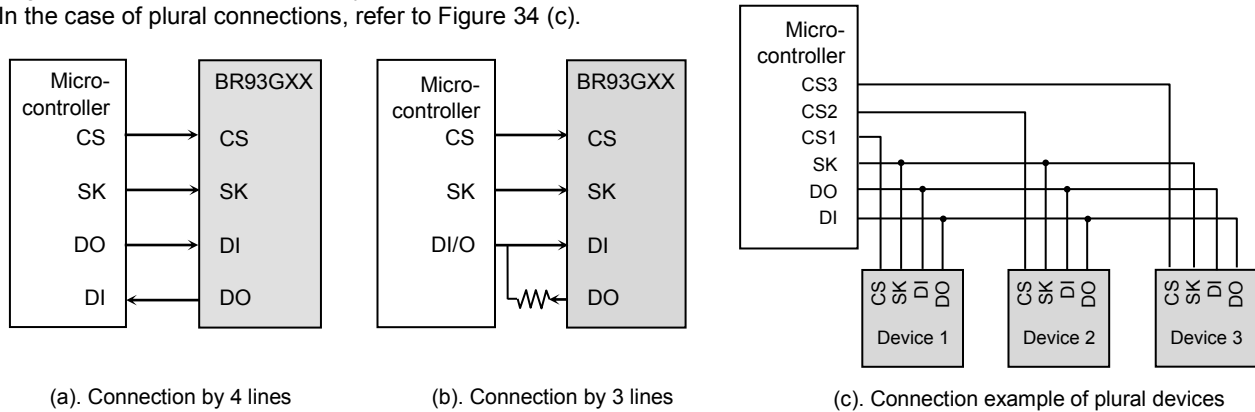 In the case of plural connections, refer to Figure 34 (c).
Micro-
controller
CS
SK
DO
DI
BR93GXX
CS
SK
DI
DO
(a). Connection by 4 lines
Micro-
controller
CS
SK
DI/O
BR93GXX
CS
SK
DI
DO
(b). Connection by 3 lines
Micro-
controller
CS3
CS2
CS1
SK
DO
DI
CS
SK
DI
DO
Device 1
CS
SK
DI
DO
Device 2
CS
SK
DI
DO
Device 3
(c). Connection example of plural devices